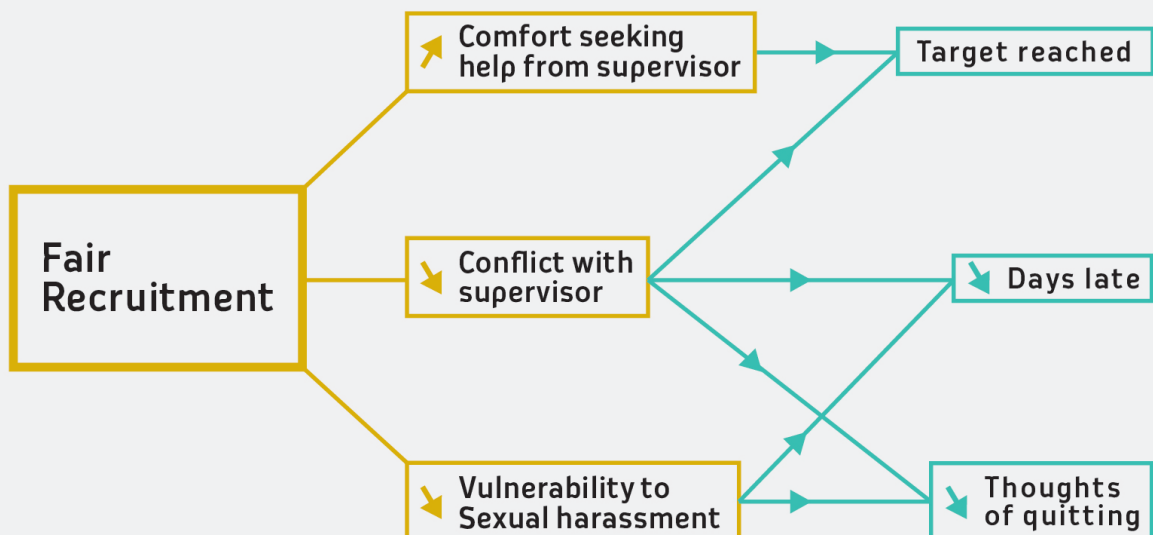 Comfort seeking
help from supervisor
Target reached
Fair
Recruitment
Conflict with
supervisor
Days late
Vulnerability to
Sexual harassment
Thoughts
of quitting